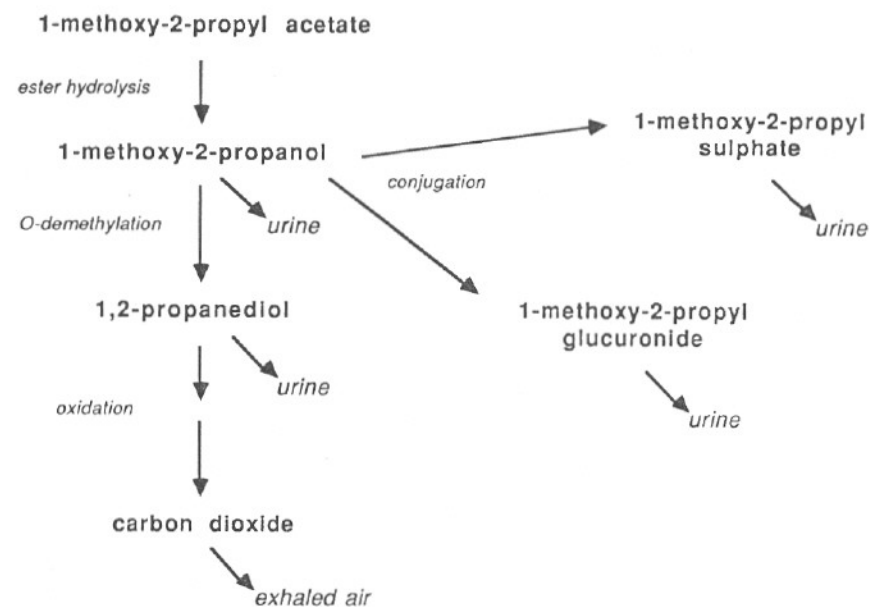 1-methoxy-2-propyl acetate
ester hydrolysis
1-methoxy-2-propanol
1-methoxy-2-propyl
sulphate
conjugation
O-demethylation
urine
urine
1,2-propanediol
1-methoxy-2-propyl
glucuronide
urine
oxidation
urine
carbon dioxide
exhaled air